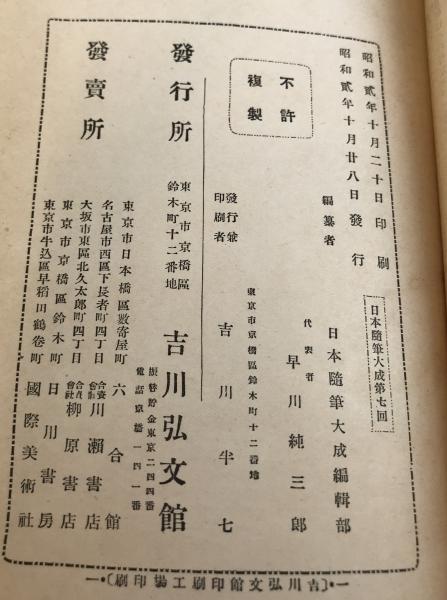 昭和貳年十月二十日印刷
昭和貳年十月廿八日發行
日本隨筆大成第七回
不許
複製
編纂者
日本隨筆大成編輯部
代表者
早川純三郎
東京市京橋區鈴木町十二番地
發行兼
印刷者
吉川半七
發行所
東京市京橋區
鈴木町十二番地
吉川弘文館
振替貯金東京二四四番
電話京橋一四一番
發賣所
東京市日本橋區數寄屋町 六合館
名古屋市西區下長者町四丁目 合資會社 川瀬書店
大坂市東區北久太郎町四丁目 合資會社 柳原書店
東京市京橋區鈴木町 日用書房
東京市牛込區早稻田鶴卷町 國際美術社
(吉川弘文館印刷工塲印刷)